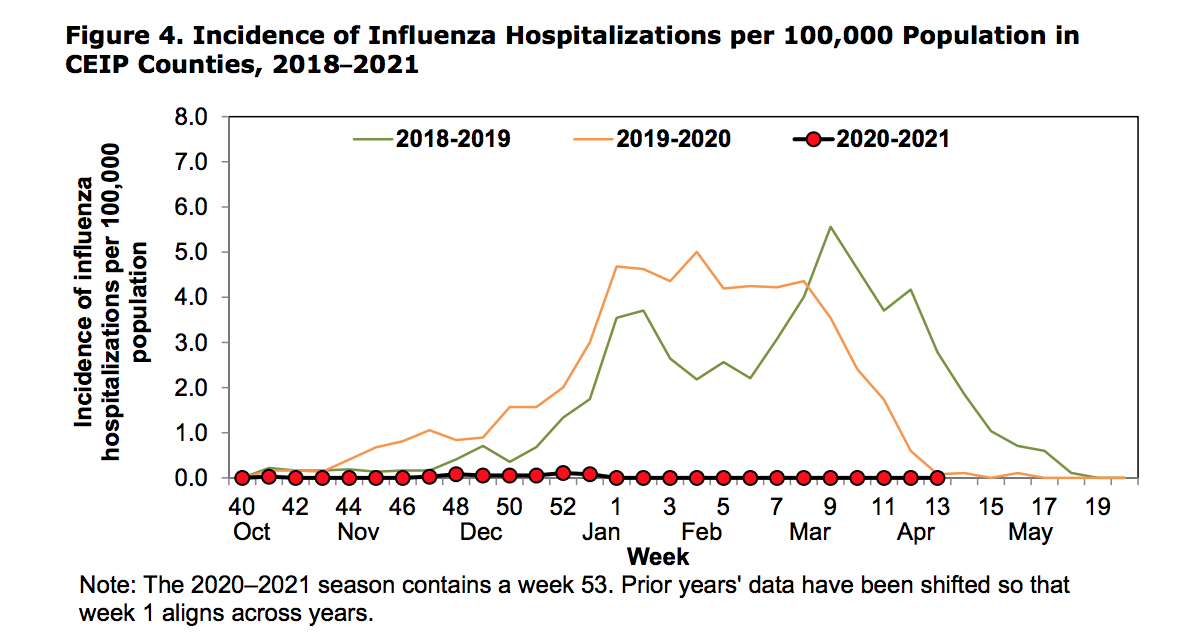 Figure 4. Incidence of Influenza Hospitalizations per 100,000 Population in
CEIP Counties, 2018–2021
2018-2019 2019-2020 2020-2021
Incidence of influenza
hospitalizations per 100,000
population
8.0
7.0
6.0
5.0
4.0
3.0
2.0
1.0
0.0
40 42 44 46 48 50 52 1 3 5 7 9 11 13 15 17 19
Oct Nov Dec Jan Feb Mar Apr May
Week
Note: The 2020–2021 season contains a week 53. Prior years' data have been shifted so that
week 1 aligns across years.